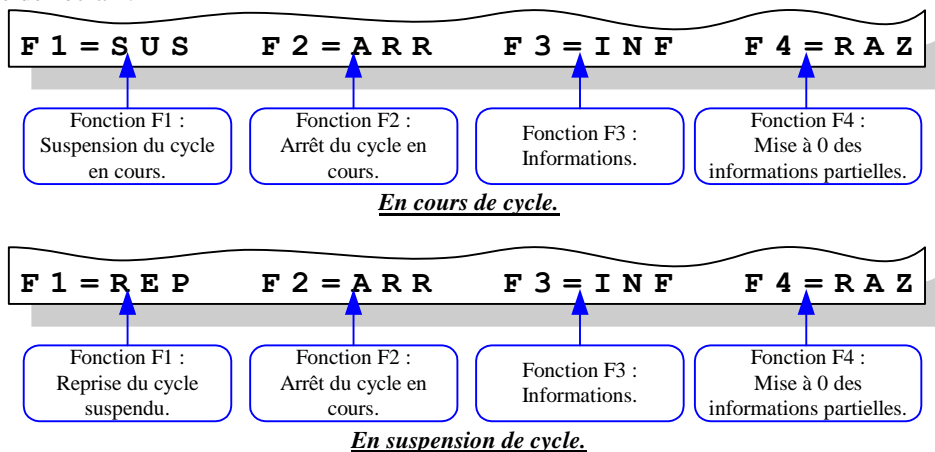 F1=SUS F2=ARR F3=INF F4=RAZ
Fonction F1 :
Suspension du cycle
en cours.
Fonction F2 :
Arrêt du cycle en
cours.
Fonction F3 :
Informations.
Fonction F4 :
Mise à 0 des
informations partielles.
En cours de cycle.
F1=REP F2=ARR F3=INF F4=RAZ
Fonction F1 :
Reprise du cycle
suspendu.
Fonction F2 :
Arrêt du cycle en
cours.
Fonction F3 :
Informations.
Fonction F4 :
Mise à 0 des
informations partielles.
En suspension de cycle.